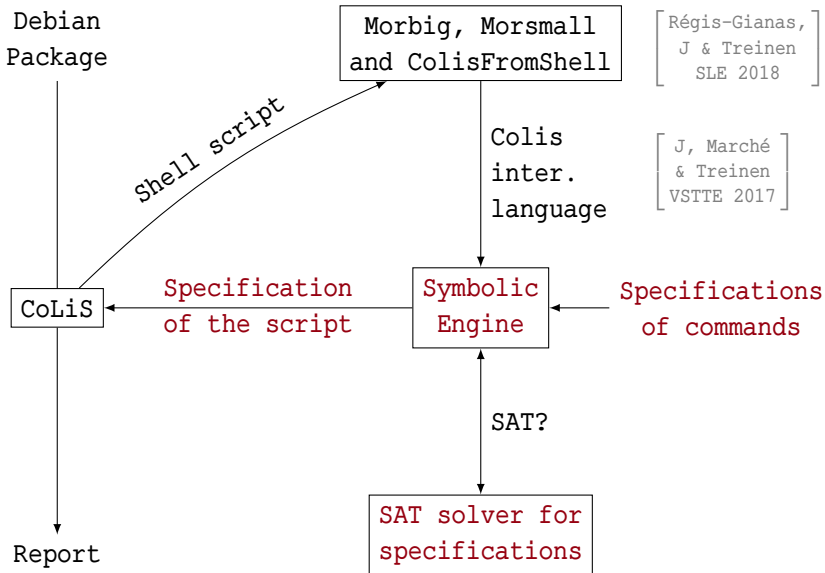 Debian
Package
Morbig, Morsmall
and ColisFromShell
Régis-Gianas,
J & Treinen
SLE 2018
Shell script
Colis
inter.
language
J, Marché
& Treinen
VSTTE 2017
CoLiS
Specification
of the script
Symbolic
Engine
Specifications
of commands
SAT?
SAT solver for
specifications
Report